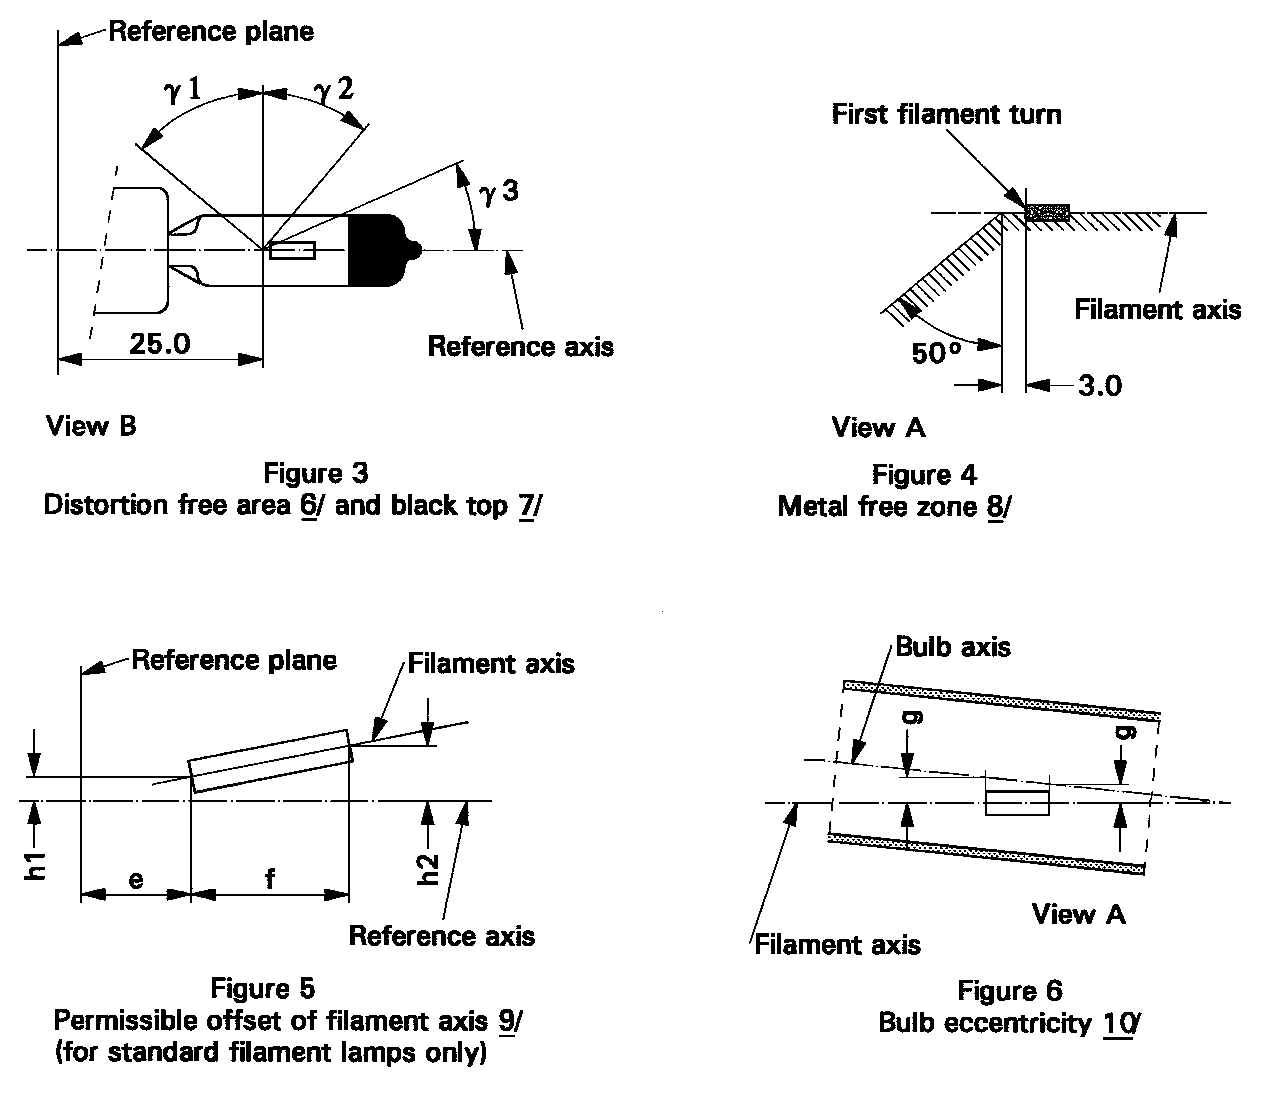 Reference plane
γ1
γ2
γ3
25.0
Reference axis
View B
Figure 3
Distortion free area 6/ and black top 7/
First filament turn
Filament axis
50°
3.0
View A
Figure 4
Metal free zone 8/
Reference plane
Filament axis
h1
e
f
h2
Reference axis
Figure 5
Permissible offset of filament axis 9/
(for standard filament lamps only)
Bulb axis
g
g
View A
Filament axis
Figure 6
Bulb eccentricity 10/